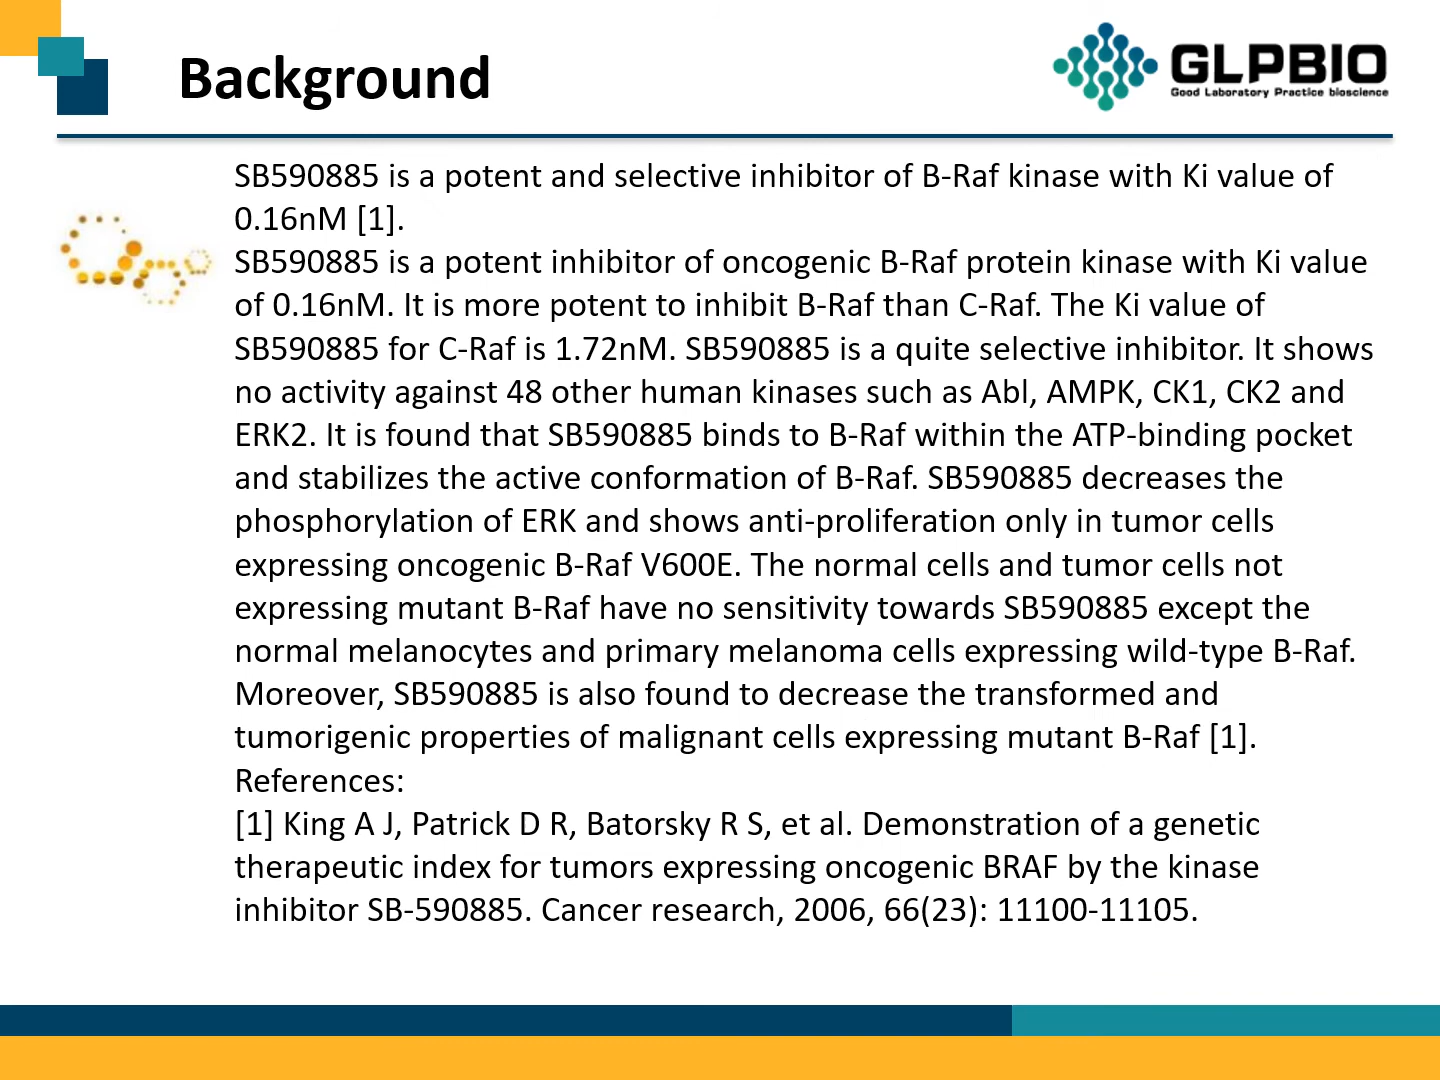 Background
GLPBIO
Good Laboratory Practice bioscience
SB590885 is a potent and selective inhibitor of B-Raf kinase with Ki value of
0.16nM [1].
SB590885 is a potent inhibitor of oncogenic B-Raf protein kinase with Ki value
of 0.16nM. It is more potent to inhibit B-Raf than C-Raf. The Ki value of
SB590885 for C-Raf is 1.72nM. SB590885 is a quite selective inhibitor. It shows
no activity against 48 other human kinases such as Abl, AMPK, CK1, CK2 and
ERK2. It is found that SB590885 binds to B-Raf within the ATP-binding pocket
and stabilizes the active conformation of B-Raf. SB590885 decreases the
phosphorylation of ERK and shows anti-proliferation only in tumor cells
expressing oncogenic B-Raf V600E. The normal cells and tumor cells not
expressing mutant B-Raf have no sensitivity towards SB590885 except the
normal melanocytes and primary melanoma cells expressing wild-type B-Raf.
Moreover, SB590885 is also found to decrease the transformed and
tumorigenic properties of malignant cells expressing mutant B-Raf [1].
References:
[1] King A J, Patrick D R, Batorsky R S, et al. Demonstration of a genetic
therapeutic index for tumors expressing oncogenic BRAF by the kinase
inhibitor SB-590885. Cancer research, 2006, 66(23): 11100-11105.